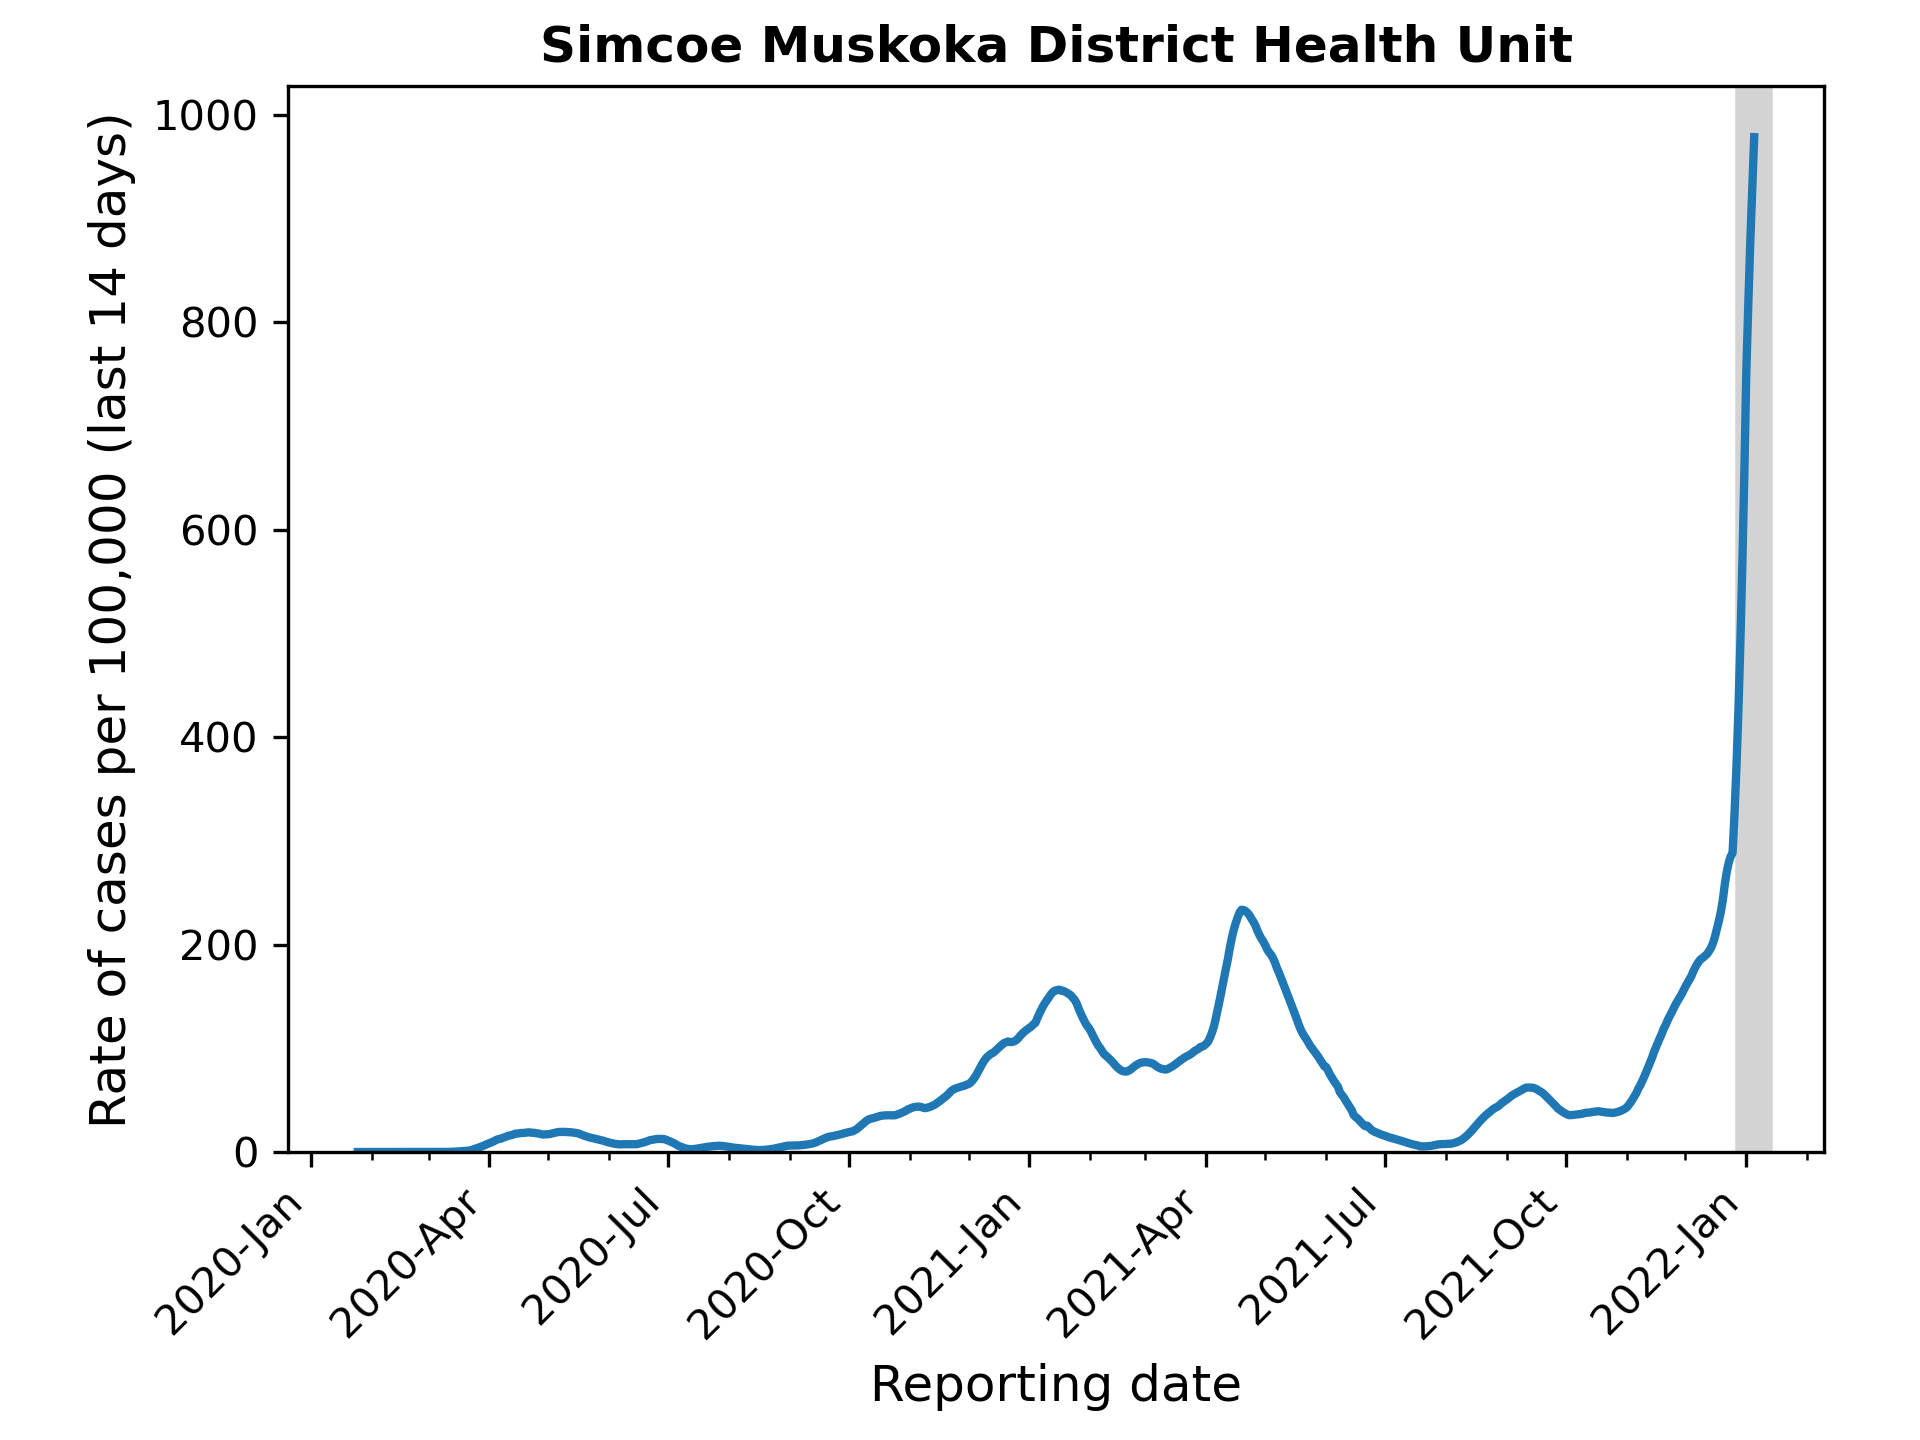 Simcoe Muskoka District Health Unit
Rate of cases per 100,000 (last 14 days)
1000
800
600
400
200
0
2020-Jan
2020-Apr
2020-Jul
2020-Oct
2021-Jan
2021-Apr
2021-Jul
2021-Oct
2022-Jan
Reporting date